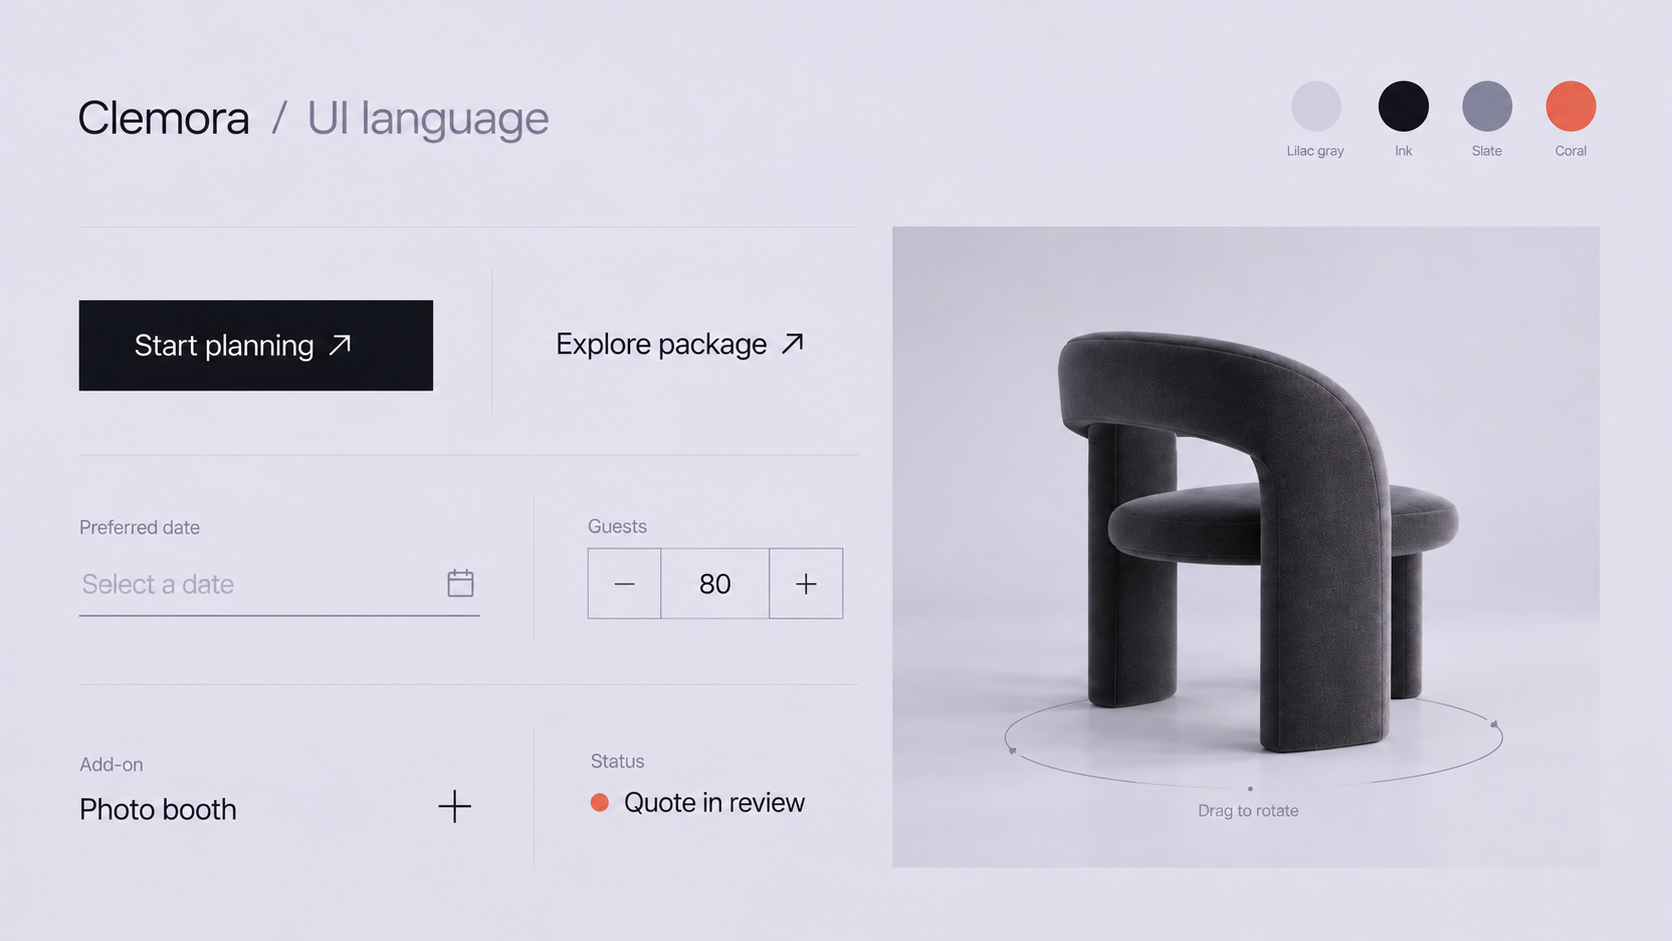 Clemora / UI language
Lilac gray
Ink
Slate
Coral
Start planning
Explore package
Preferred date
Select a date
Guests
80
Add-on
Photo booth
Status
Quote in review
Drag to rotate